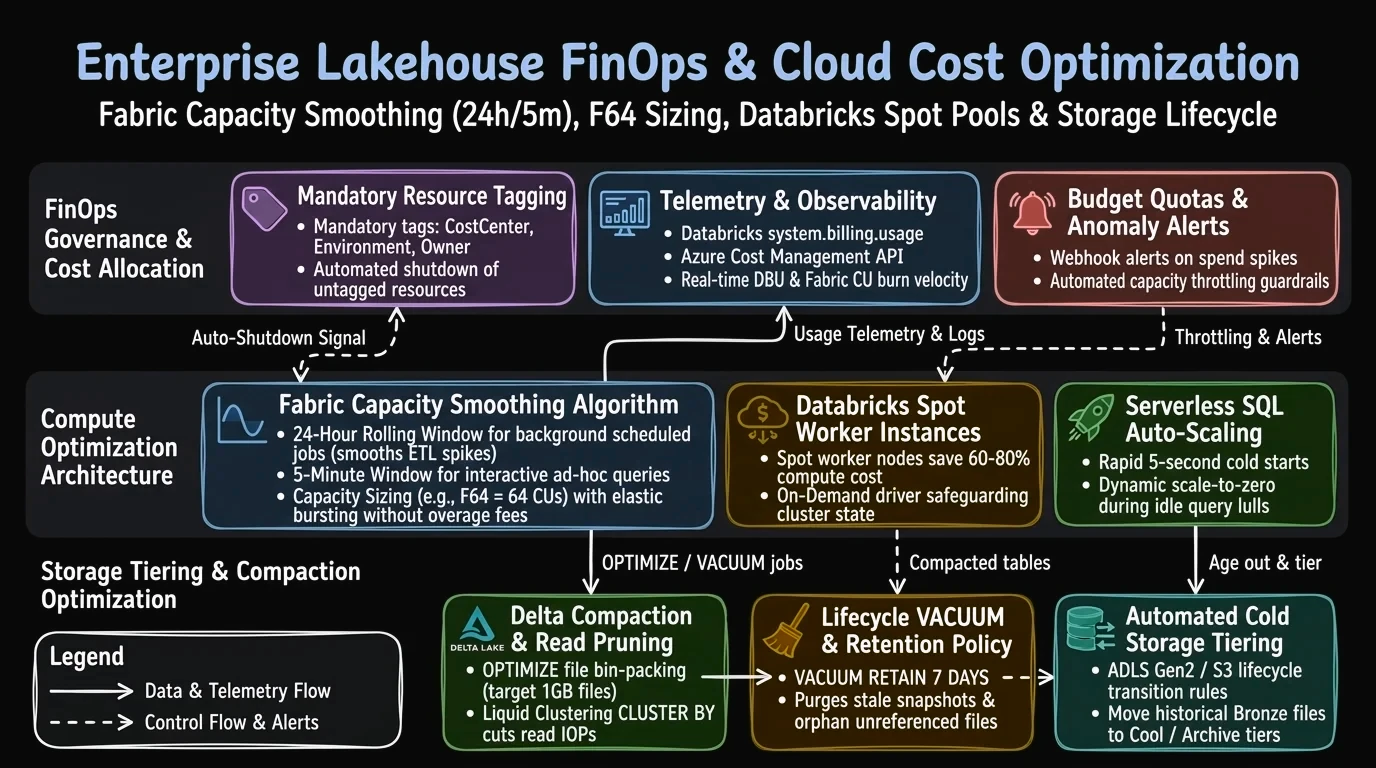 Enterprise Lakehouse FinOps & Cloud Cost Optimization
Fabric Capacity Smoothing (24h/5m), F64 Sizing, Databricks Spot Pools & Storage Lifecycle
FinOps
Governance &
Cost Allocation
Mandatory Resource Tagging
• Mandatory tags: CostCenter,
Environment, Owner
• Automated shutdown of
untagged resources
Telemetry & Observability
• Databricks system.billing.usage
• Azure Cost Management API
• Real-time DBU & Fabric CU burn velocity
Budget Quotas &
Anomaly Alerts
• Webhook alerts on spend spikes
• Automated capacity throttling guardrails
Auto-Shutdown Signal
Usage Telemetry & Logs
Throttling & Alerts
Compute
Optimization
Architecture
Fabric Capacity Smoothing Algorithm
• 24-Hour Rolling Window for background scheduled
jobs (smooths ETL spikes)
• 5-Minute Window for interactive ad-hoc queries
• Capacity Sizing (e.g., F64 = 64 CUs) with elastic
bursting without overage fees
$
Databricks Spot
Worker Instances
• Spot worker nodes save 60-80%
compute cost
• On-Demand driver safeguarding
cluster state
Serverless SQL
Auto-Scaling
• Rapid 5-second cold starts
• Dynamic scale-to-zero
during idle query lulls
OPTIMIZE / VACUUM jobs
Compacted tables
Age out & tier
Storage Tiering & Compaction
Optimization
Legend
Data & Telemetry Flow
Control Flow & Alerts
DELTA LAKE
Delta Compaction
& Read Pruning
• OPTIMIZE file bin-packing
(target 1GB files)
• Liquid Clustering CLUSTER BY
cuts read IOPs
Lifecycle VACUUM
& Retention Policy
• VACUUM RETAIN 7 DAYS
• Purges stale snapshots &
orphan unreferenced files
Automated Cold
Storage Tiering
• ADLS Gen2 / S3 lifecycle
transition rules
• Move historical Bronze files
to Cool / Archive tiers